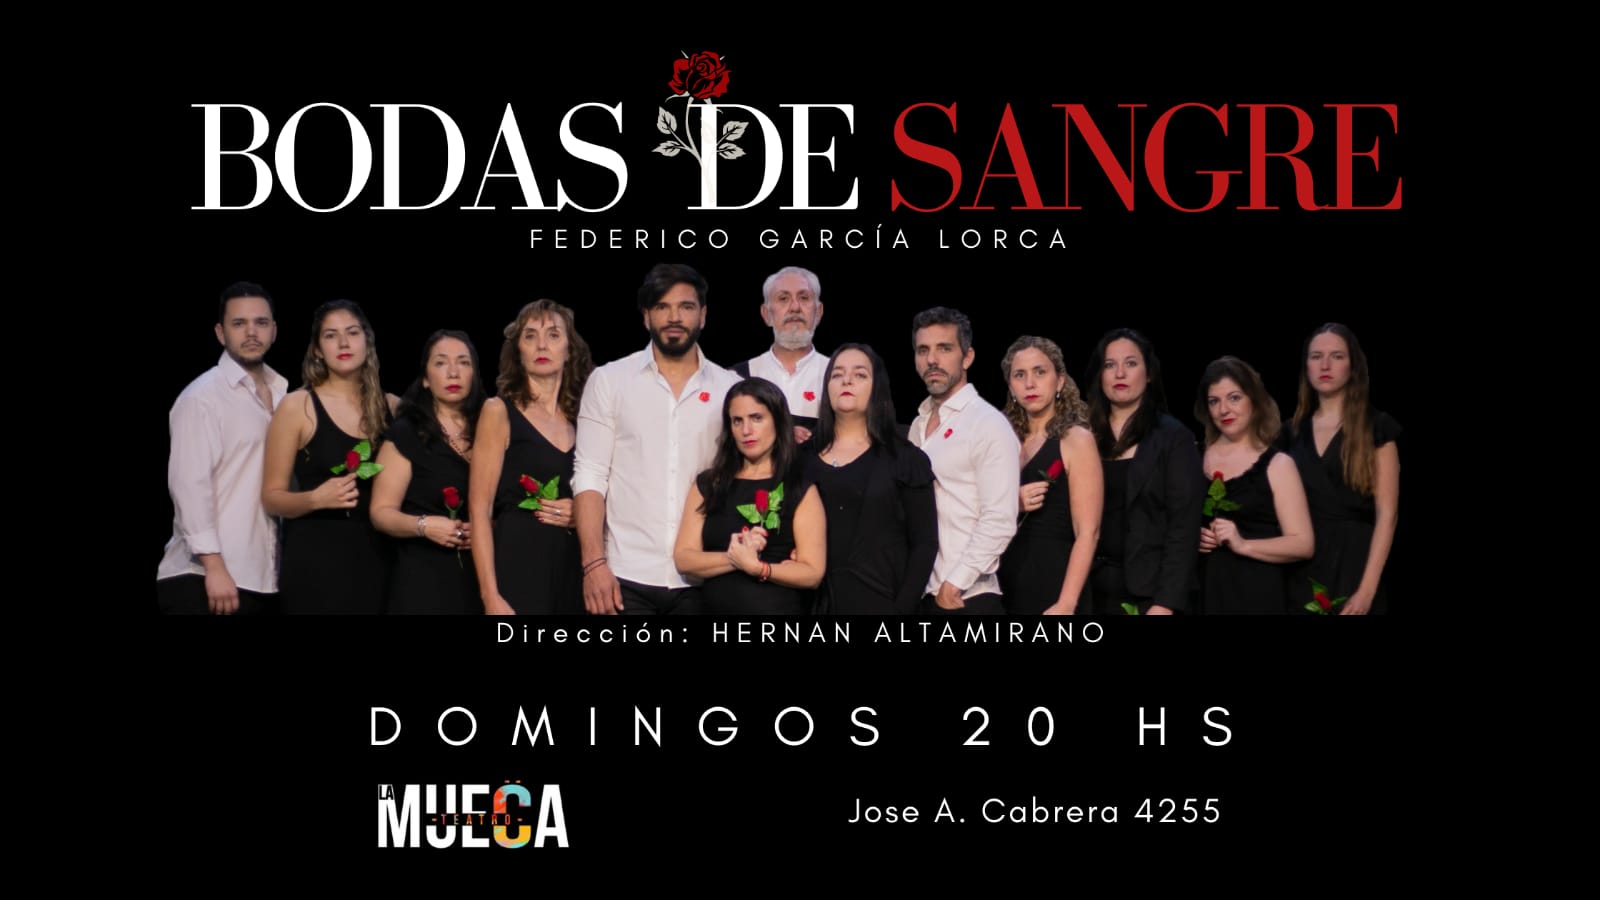 BODAS DE SANGRE
FEDERICO GARCÍA LORCA
Dirección: HERNAN ALTAMIRANO
DOMINGOS 20 HS
LA MUECA
-TEATRO-
Jose A. Cabrera 4255